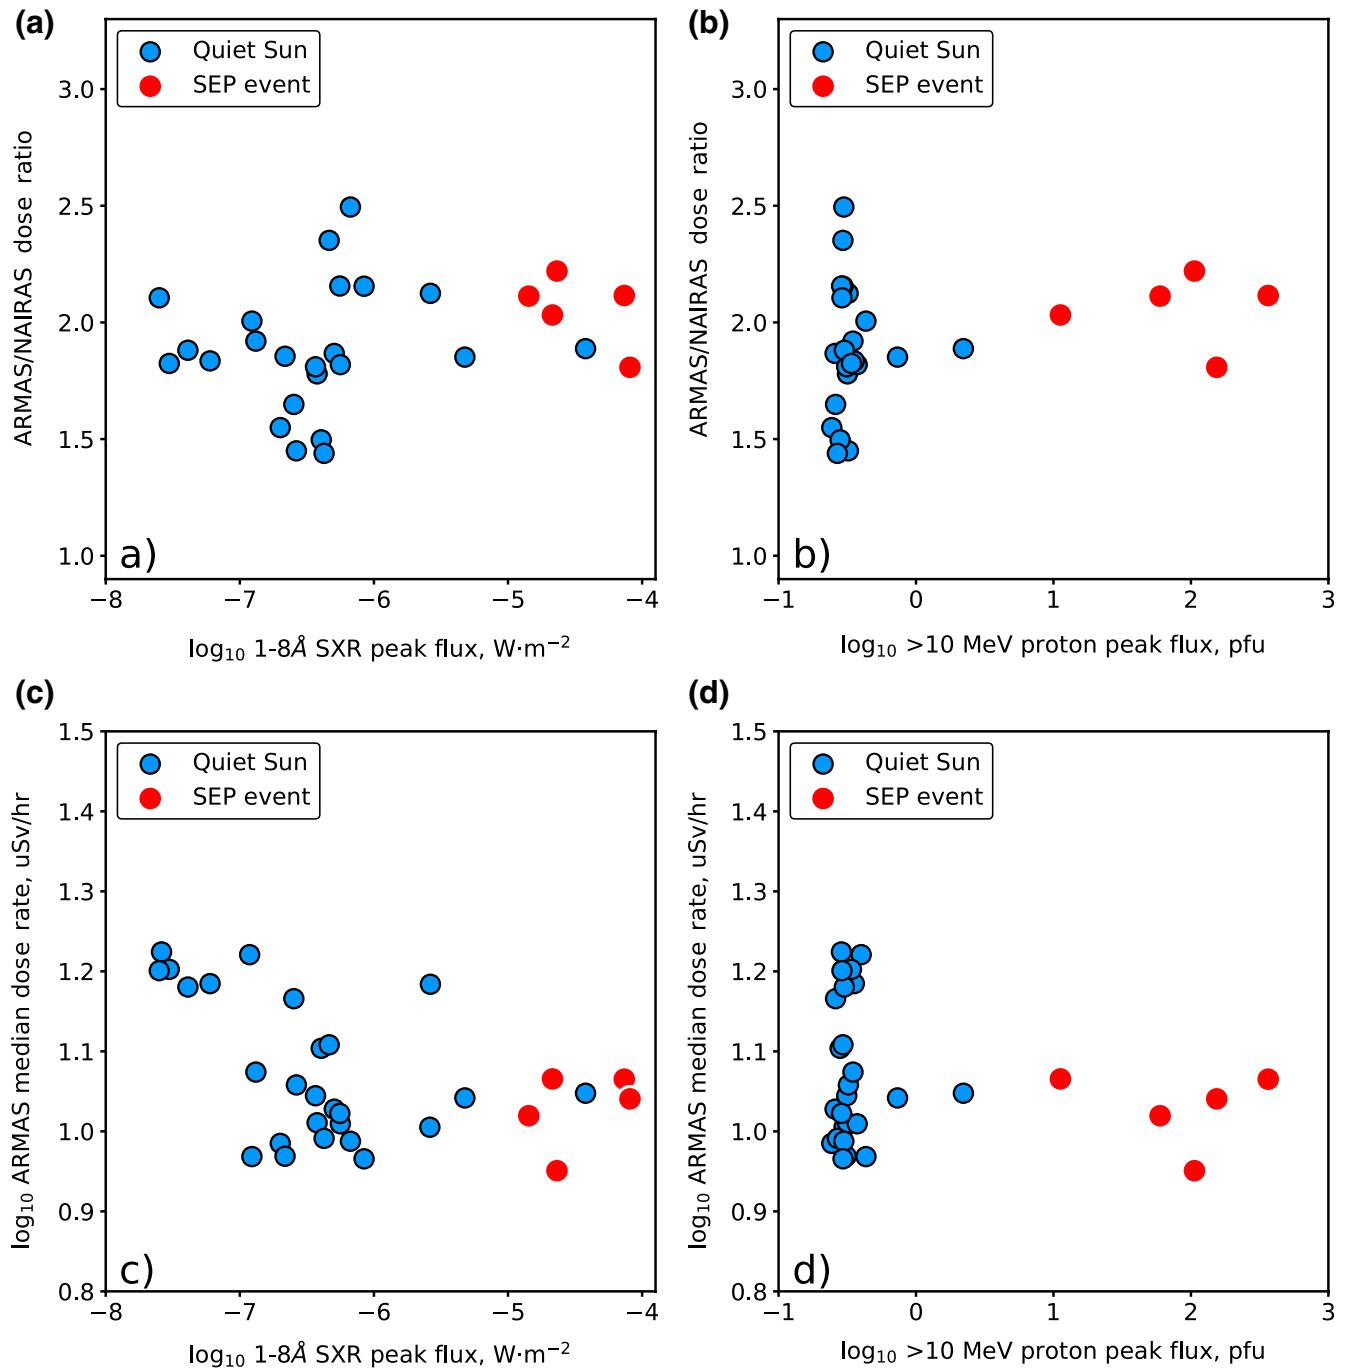 (a)
Quiet Sun
SEP event
ARMAS/NAIRAS dose ratio
3.0
2.5
2.0
1.5
1.0
a)
−8 −7 −6 −5 −4
log₁₀ 1-8Å SXR peak flux, W·m⁻²
(b)
Quiet Sun
SEP event
ARMAS/NAIRAS dose ratio
3.0
2.5
2.0
1.5
1.0
b)
−1 0 1 2 3
log₁₀ >10 MeV proton peak flux, pfu
(c)
Quiet Sun
SEP event
log₁₀ ARMAS median dose rate, uSv/hr
1.5
1.4
1.3
1.2
1.1
1.0
0.9
0.8
c)
−8 −7 −6 −5 −4
log₁₀ 1-8Å SXR peak flux, W·m⁻²
(d)
Quiet Sun
SEP event
log₁₀ ARMAS median dose rate, uSv/hr
1.5
1.4
1.3
1.2
1.1
1.0
0.9
0.8
d)
−1 0 1 2 3
log₁₀ >10 MeV proton peak flux, pfu